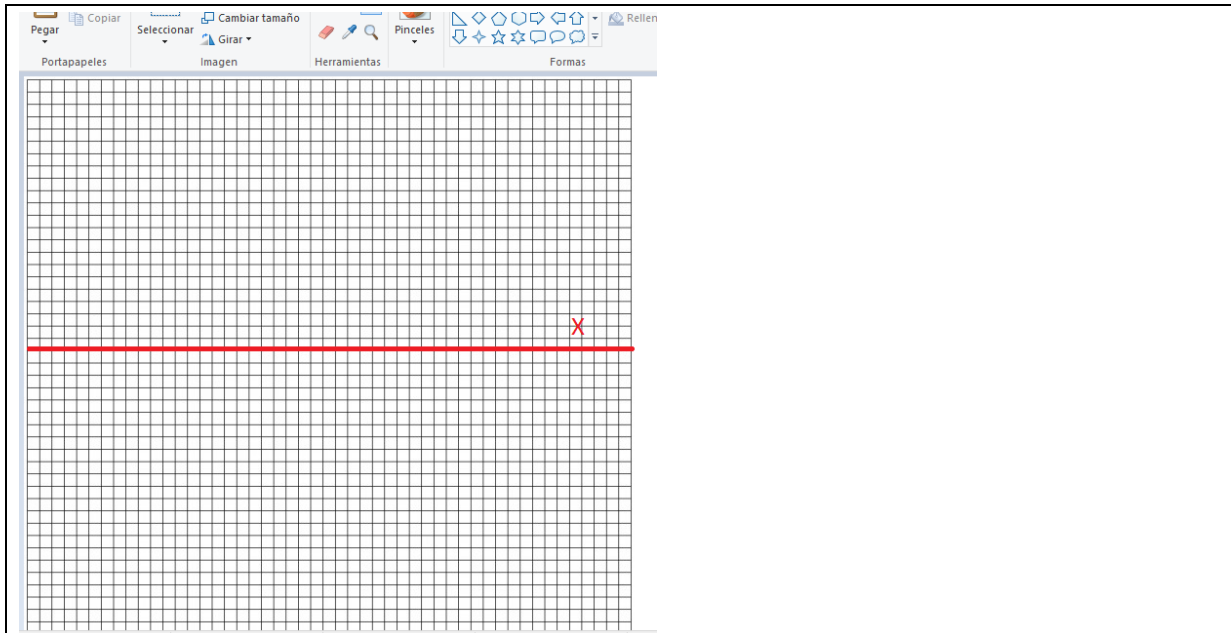 Copiar
Pegar
Seleccionar
Cambiar tamaño
Girar
Pinceles
Rellen
Portapapeles
Imagen
Herramientas
Formas
X